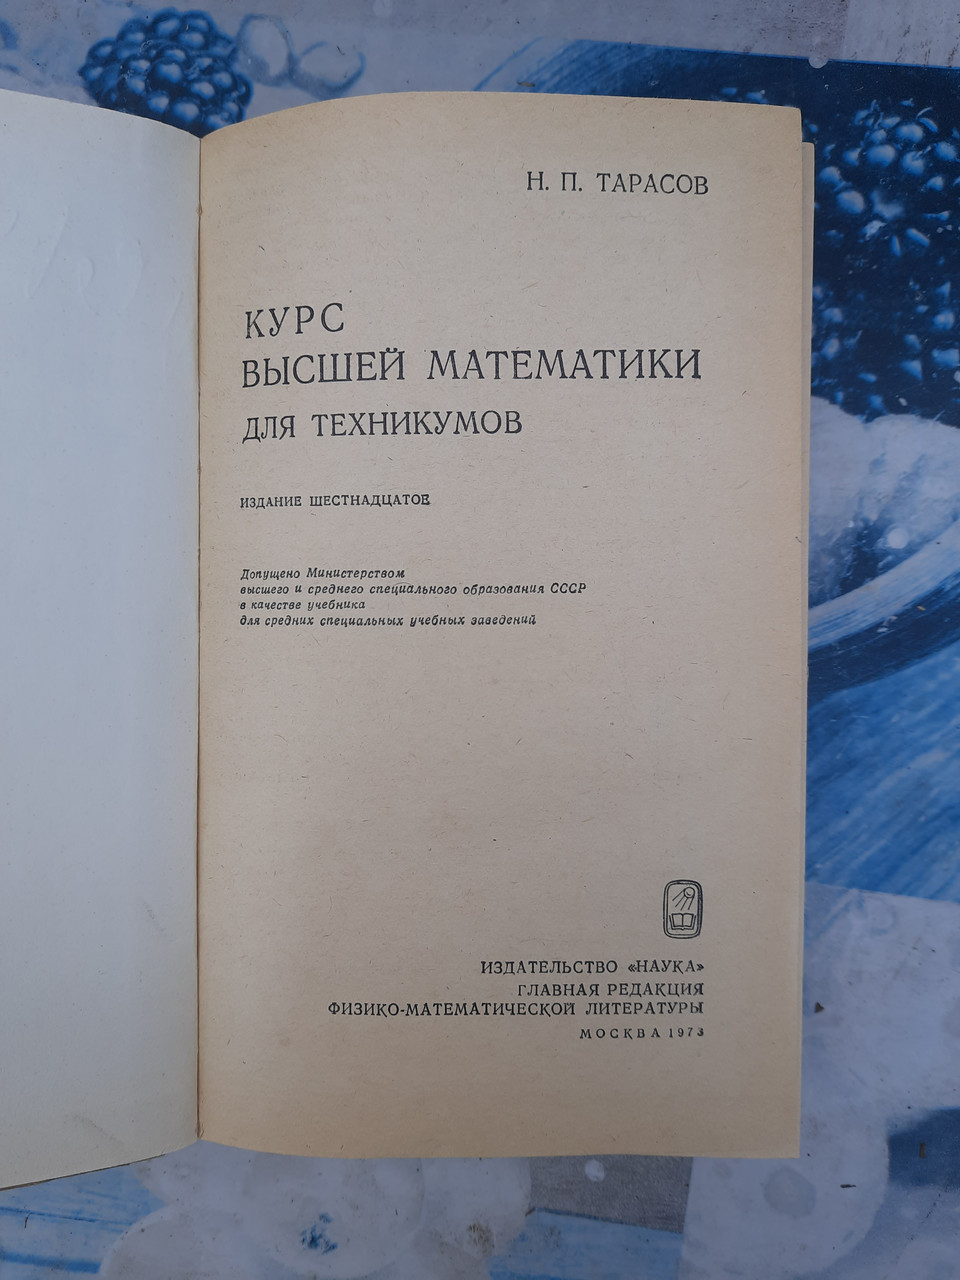 Н. П. ТАРАСОВ
КУРС
ВЫСШЕЙ МАТЕМАТИКИ
ДЛЯ ТЕХНИКУМОВ
ИЗДАНИЕ ШЕСТНАДЦАТОЕ
Допущено Министерством
высшего и среднего специального образования СССР
в качестве учебника
для средних специальных учебных заведений
ИЗДАТЕЛЬСТВО «НАУКА»
ГЛАВНАЯ РЕДАКЦИЯ
ФИЗИКО-МАТЕМАТИЧЕСКОЙ ЛИТЕРАТУРЫ
МОСКВА 1973